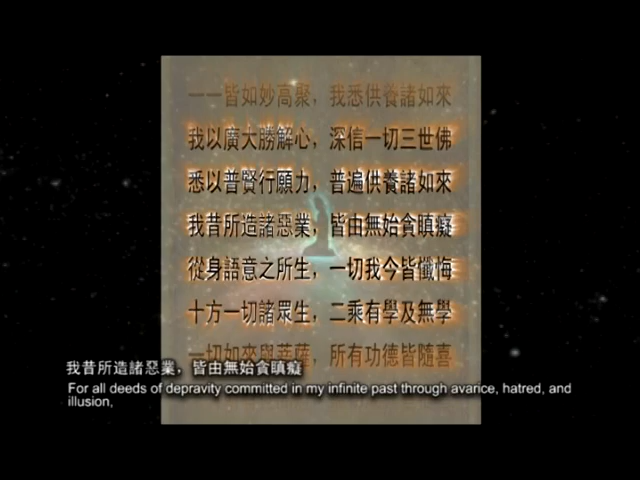 一一皆如妙高聚，我悉供養諸如來
我以廣大勝解心，深信一切三世佛
悉以普賢行願力，普遍供養諸如來
我昔所造諸惡業，皆由無始貪瞋癡
從身語意之所生，一切我今皆懺悔
十方一切諸眾生，二乘有學及無學
一切如來與菩薩，所有功德皆隨喜
我昔所造諸惡業，皆由無始貪瞋癡
For all deeds of depravity committed in my infinite past through avarice, hatred, and
illusion,